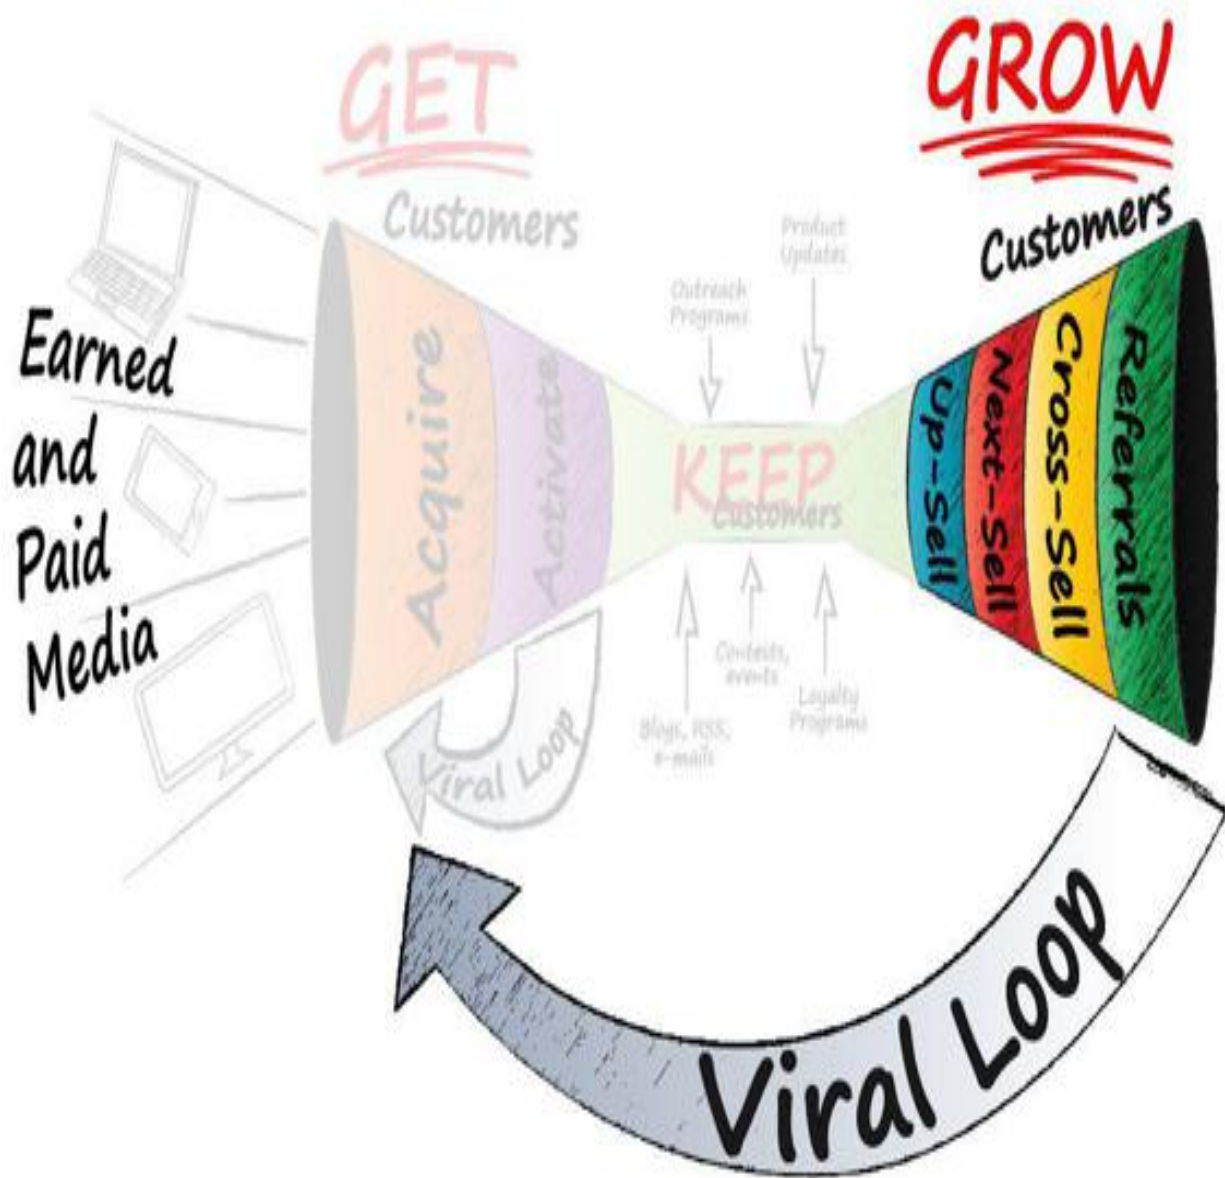 GET
Customers
GROW
Customers
Earned
and
Paid
Media
Acquire
Activate
Outreach
Programs
Product
Updates
KEEP
Customers
Blogs, RSS,
e-mails
Contests,
events
Loyalty
Programs
Up-Sell
Next-Sell
Cross-Sell
Referrals
Viral Loop
Viral Loop